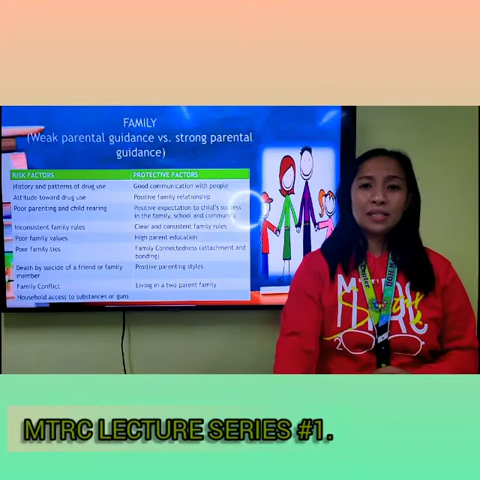 FAMILY
(Weak parental guidance vs. strong parental
guidance)
RISK FACTORS PROTECTIVE FACTORS
History and patterns of drug use Good communication with people
Attitude toward drug use Positive family relationship
Poor parenting and child rearing Positive expectation to child's success
in the family, school and community
Inconsistent family rules Clear and consistent family rules
Poor family values High parent education
Poor family ties Family Connectedness (attachment and
bonding)
Death by suicide of a friend or family
member Positive parenting styles
Family Conflict Living in a two-parent family
Household access to substances or guns
MTRC
MTRC LECTURE SERIES #1.